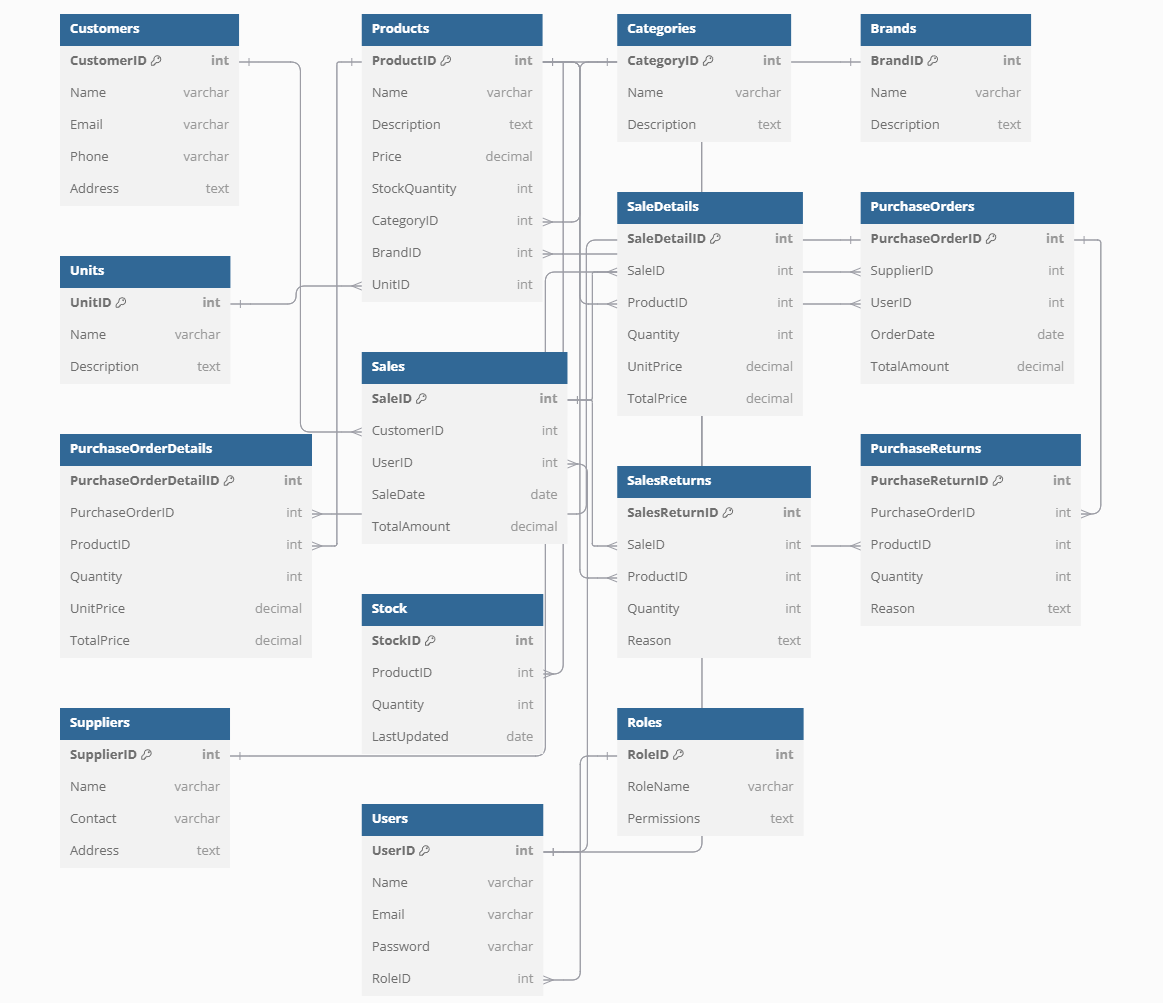 Customers
CustomerID int
Name varchar
Email varchar
Phone varchar
Address text
Products
ProductID int
Name varchar
Description text
Price decimal
StockQuantity int
CategoryID int
BrandID int
UnitID int
Categories
CategoryID int
Name varchar
Description text
Brands
BrandID int
Name varchar
Description text
Units
UnitID int
Name varchar
Description text
SaleDetails
SaleDetailID int
SaleID int
ProductID int
Quantity int
UnitPrice decimal
TotalPrice decimal
PurchaseOrders
PurchaseOrderID int
SupplierID int
UserID int
OrderDate date
TotalAmount decimal
Sales
SaleID int
CustomerID int
UserID int
SaleDate date
TotalAmount decimal
PurchaseOrderDetails
PurchaseOrderDetailID int
PurchaseOrderID int
ProductID int
Quantity int
UnitPrice decimal
TotalPrice decimal
SalesReturns
SalesReturnID int
SaleID int
ProductID int
Quantity int
Reason text
PurchaseReturns
PurchaseReturnID int
PurchaseOrderID int
ProductID int
Quantity int
Reason text
Stock
StockID int
ProductID int
Quantity int
LastUpdated date
Suppliers
SupplierID int
Name varchar
Contact varchar
Address text
Roles
RoleID int
RoleName varchar
Permissions text
Users
UserID int
Name varchar
Email varchar
Password varchar
RoleID int